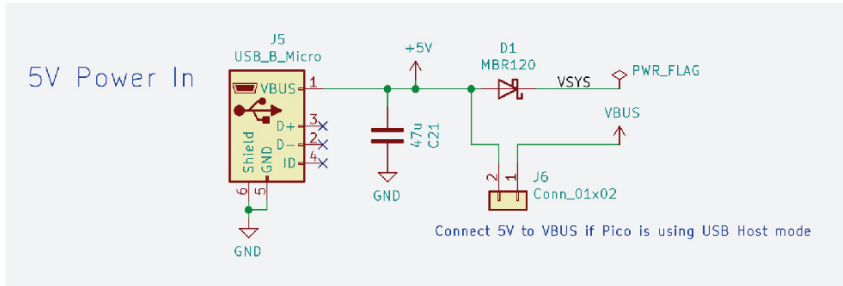 5V Power In
J5
USB_B_Micro
VBUS
1
D+
3
D-
2
ID
4
Shield
GND
6
5
GND
+5V
47u
C21
GND
D1
MBR120
VSYS
PWR_FLAG
VBUS
2
1
J6
Conn_01x02
Connect 5V to VBUS if Pico is using USB Host mode